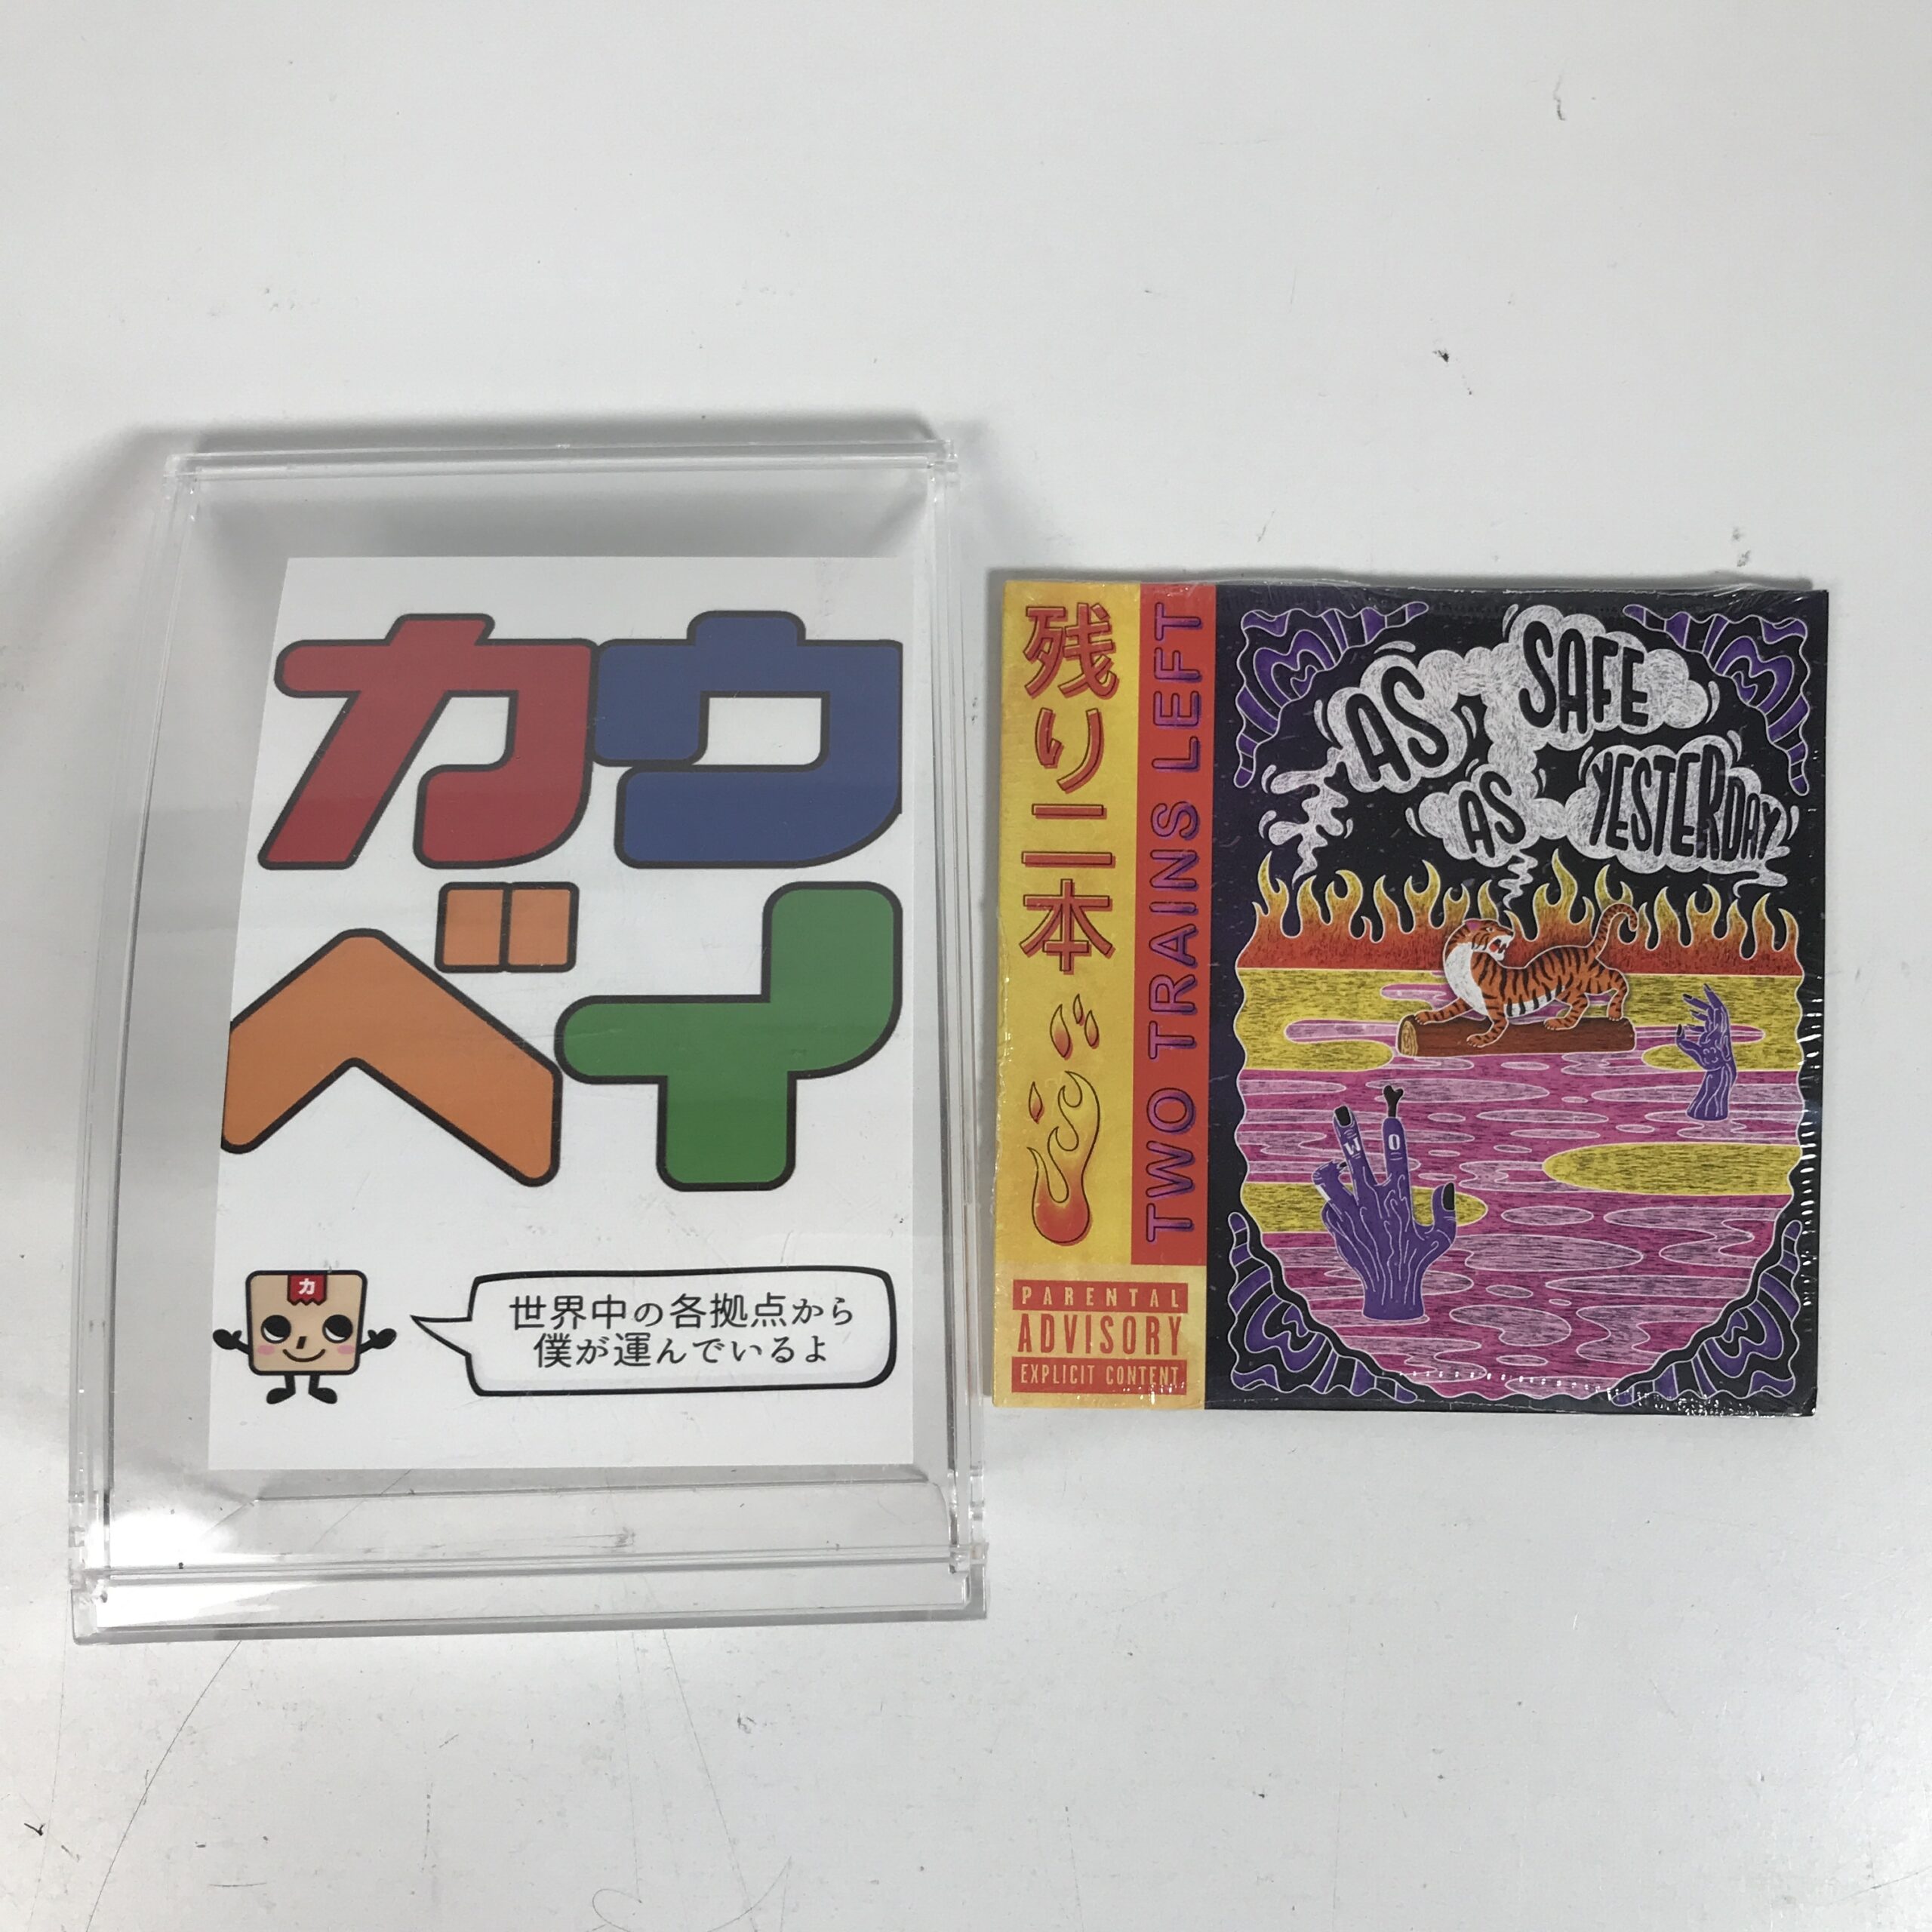 カウ
ベイ
カ
世界中の各拠点から
僕が運んでいるよ
残り二本
TWO TRAINS LEFT
PARENTAL
ADVISORY
EXPLICIT CONTENT
AS SAFE
AS YESTERDAY
W O